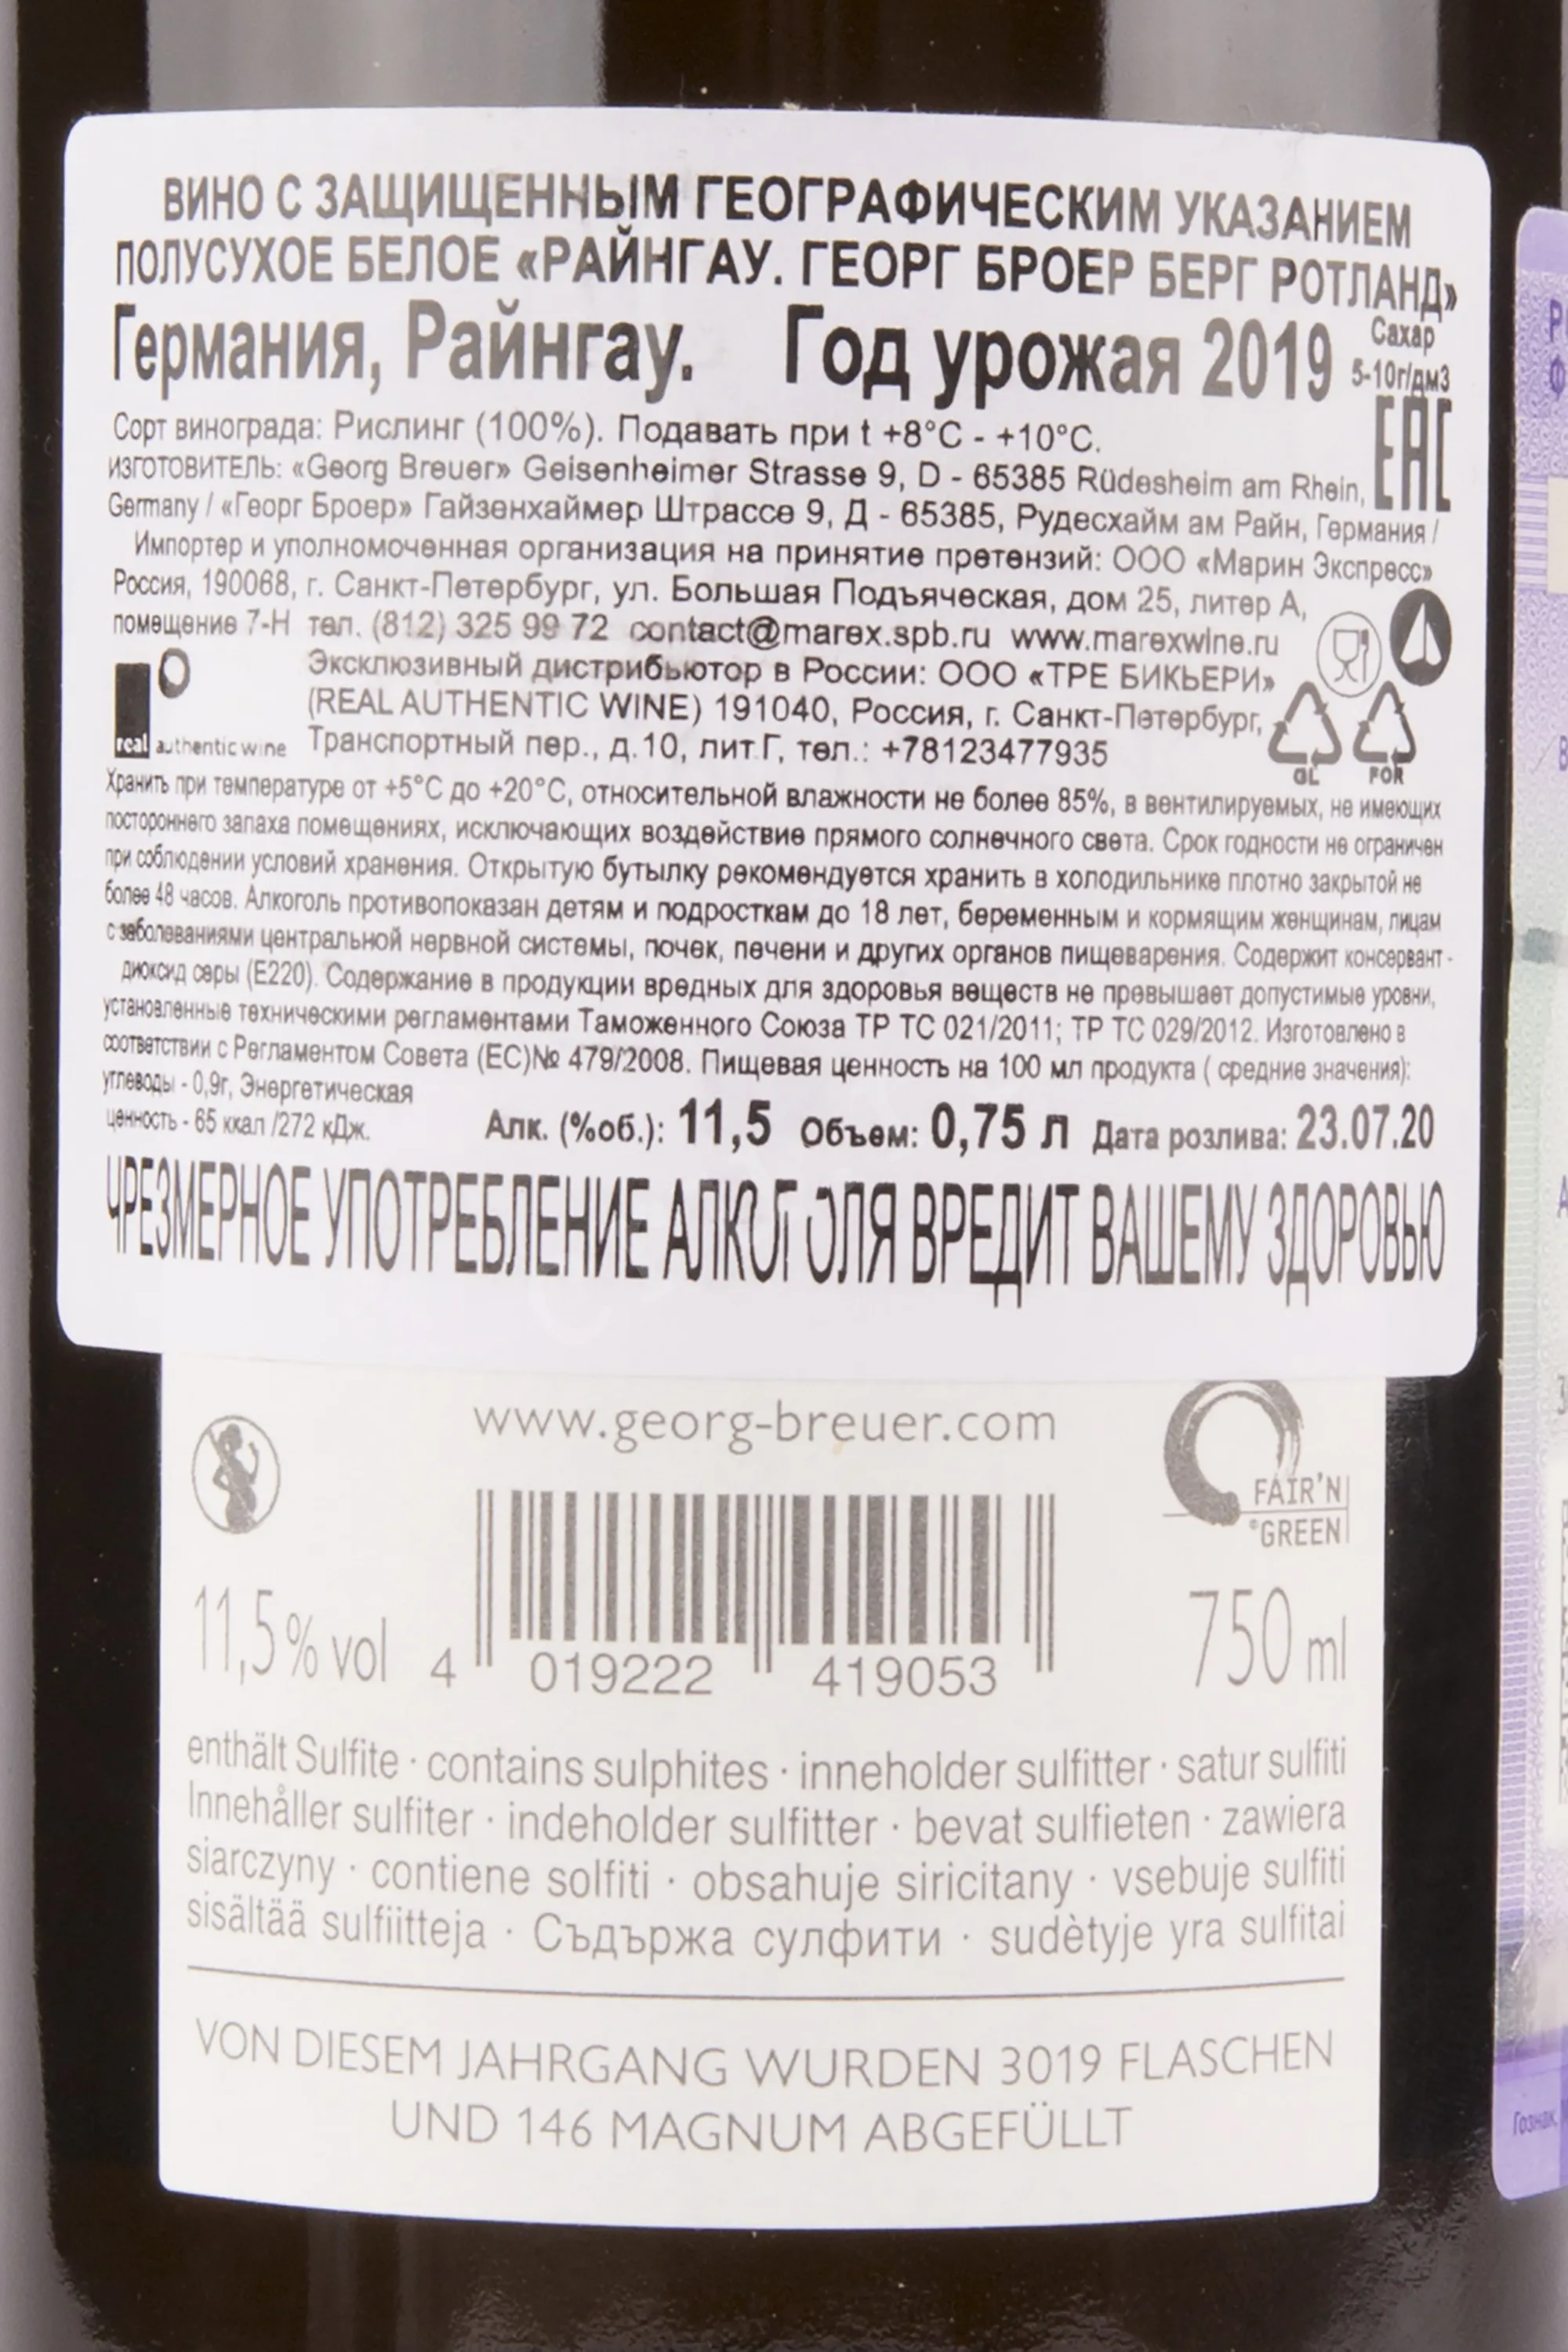 ВИНО С ЗАЩИЩЕННЫМ ГЕОГРАФИЧЕСКИМ УКАЗАНИЕМ
ПОЛУСУХОЕ БЕЛОЕ «РАЙНГАУ. ГЕОРГ БРОЕР БЕРГ РОТЛАНД»
Германия, Райнгау. Год урожая 2019
Сахар
5-10г/дм3
ЕАС
Сорт винограда: Рислинг (100%). Подавать при t +8°C - +10°C.
ИЗГОТОВИТЕЛЬ: «Georg Breuer» Geisenheimer Strasse 9, D - 65385 Rüdesheim am Rhein,
Germany / «Георг Броер» Гайзенхаймер Штрассе 9, Д - 65385, Рудесхайм ам Райн, Германия /
Импортер и уполномоченная организация на принятие претензий: ООО «Марин Экспресс»
Россия, 190068, г. Санкт-Петербург, ул. Большая Подъяческая, дом 25, литер А,
помещение 7-Н тел. (812) 325 99 72 contact@marex.spb.ru www.marexwine.ru
Эксклюзивный дистрибьютор в России: ООО «ТРЕ БИКЬЕРИ»
(REAL AUTHENTIC WINE) 191040, Россия, г. Санкт-Петербург,
real authentic wine Транспортный пер., д.10, лит.Г, тел.: +78123477935
GL FOR
Хранить при температуре от +5°C до +20°C, относительной влажности не более 85%, в вентилируемых, не имеющих
постороннего запаха помещениях, исключающих воздействие прямого солнечного света. Срок годности не ограничен
при соблюдении условий хранения. Открытую бутылку рекомендуется хранить в холодильнике плотно закрытой не
более 48 часов. Алкоголь противопоказан детям и подросткам до 18 лет, беременным и кормящим женщинам, лицам
с заболеваниями центральной нервной системы, почек, печени и других органов пищеварения. Содержит консервант -
диоксид серы (Е220). Содержание в продукции вредных для здоровья веществ не превышает допустимые уровни,
установленные техническими регламентами Таможенного Союза ТР ТС 021/2011; ТР ТС 029/2012. Изготовлено в
соответствии с Регламентом Совета (ЕС)№ 479/2008. Пищевая ценность на 100 мл продукта ( средние значения):
углеводы - 0,9г, Энергетическая
ценность - 65 ккал /272 кДж.
Алк. (%об.): 11,5 Объем: 0,75 л Дата розлива: 23.07.20
ЧРЕЗМЕРНОЕ УПОТРЕБЛЕНИЕ АЛКОГОЛЯ ВРЕДИТ ВАШЕМУ ЗДОРОВЬЮ
www.georg-breuer.com
FAIR'N
GREEN
11,5% vol
4 019222 419053
750 ml
enthält Sulfite · contains sulphites · inneholder sulfitter · satur sulfiti
Innehåller sulfiter · indeholder sulfitter · bevat sulfieten · zawiera
siarczyny · contiene solfiti · obsahuje siricitany · vsebuje sulfiti
sisältää sulfiitteja · Съдържа сулфити · sudėtyje yra sulfitai
VON DIESEM JAHRGANG WURDEN 3019 FLASCHEN
UND 146 MAGNUM ABGEFÜLLT
Гознак